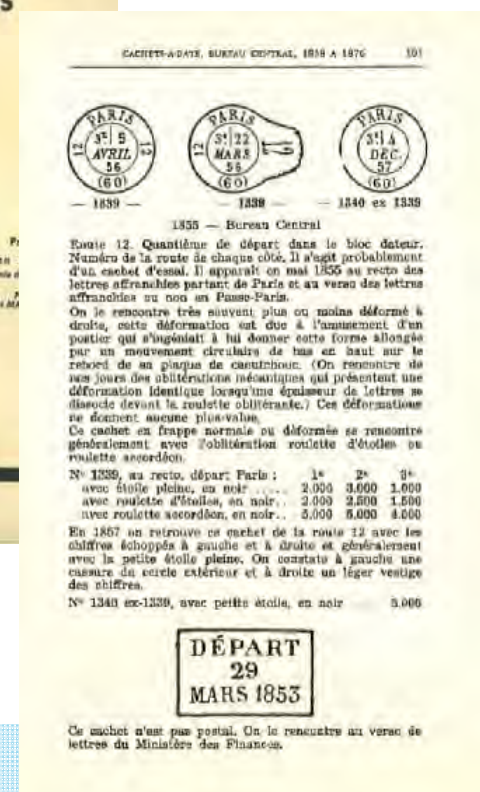 CACHETS-A-DATE, BUREAU CENTRAL, 1858 A 1876 101
PARIS
3E 5
12 AVRIL 12
56
(60)
— 1339 —
PARIS
3E 22
12 MARS 12
56
(60)
— 1339 —
PARIS
3E 4
DEC.
57
(60)
— 1340 ex 1339
1855 — Bureau Central
Route 12. Quantième de départ dans le bloc dateur.
Numéro de la route de chaque côté. Il s'agit probablement
d'un cachet d'essai. Il apparaît en mai 1855 au recto des
lettres affranchies partant de Paris et au verso des lettres
affranchies ou non en Passe-Paris.
On le rencontre très souvent plus ou moins déformé à
droite, cette déformation est due à l'amusement d'un
postier qui s'ingéniait à lui donner cette forme allongée
par un mouvement circulaire de bas en haut sur le
rebord de sa plaque de caoutchouc. (On rencontre de
nos jours des oblitérations mécaniques qui présentent une
déformation identique lorsqu'une épaisseur de lettres se
dissocie devant la roulette oblitérante.) Ces déformations
ne donnent aucune plus-value.
Ce cachet en frappe normale ou déformée se rencontre
généralement avec l'oblitération roulette d'étoiles ou
roulette accordéon.
N° 1339, au recto, départ Paris : 1e 2e 3e
avec étoile pleine, en noir ..... 2.000 3.000 1.000
avec roulette d'étoiles, en noir.. 2.000 2.500 1.500
avec roulette accordéon, en noir.. 5.000 6.000 4.000
En 1857 on retrouve ce cachet de la route 12 avec les
chiffres échoppés à gauche et à droite et généralement
avec la petite étoile pleine. On constate à gauche une
cassure du cercle extérieur et à droite un léger vestige
des chiffres.
N° 1340 ex-1339, avec petite étoile, en noir 5.000
DÉPART
29
MARS 1853
Ce cachet n'est pas postal. On le rencontre au verso de
lettres du Ministère des Finances.